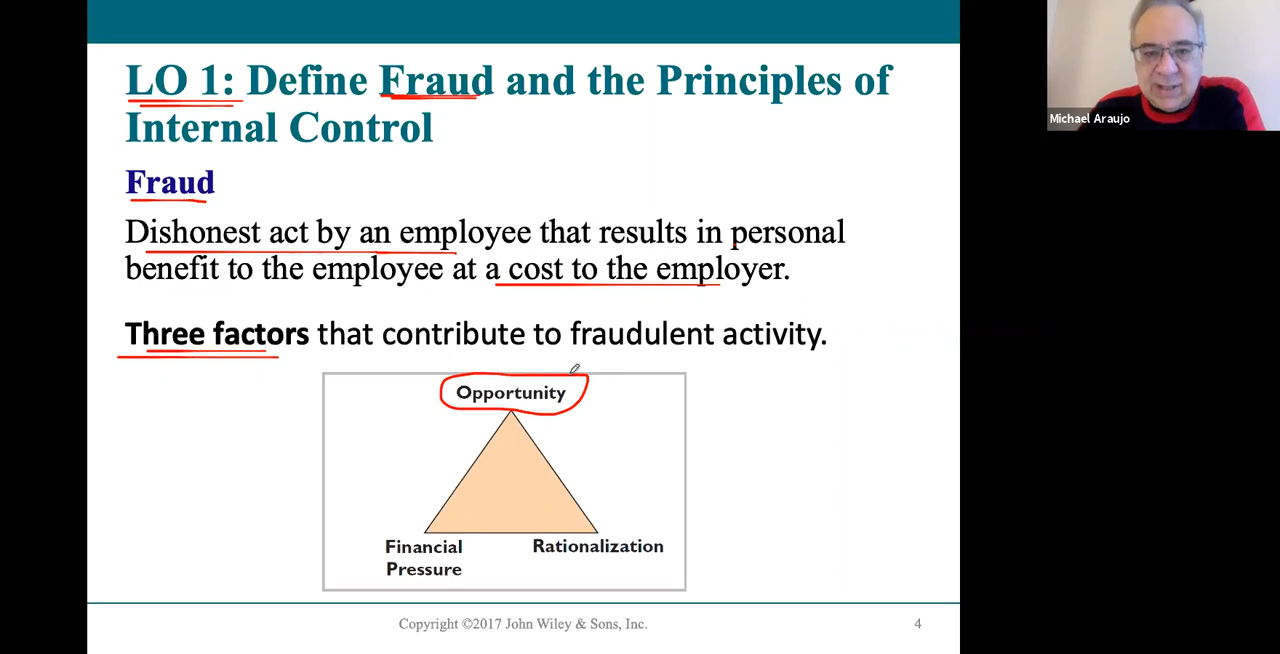 LO 1: Define Fraud and the Principles of
Internal Control
Michael Araujo
Fraud
Dishonest act by an employee that results in personal
benefit to the employee at a cost to the employer.
Three factors that contribute to fraudulent activity.
Opportunity
Financial
Pressure
Rationalization
Copyright ©2017 John Wiley & Sons, Inc.
4